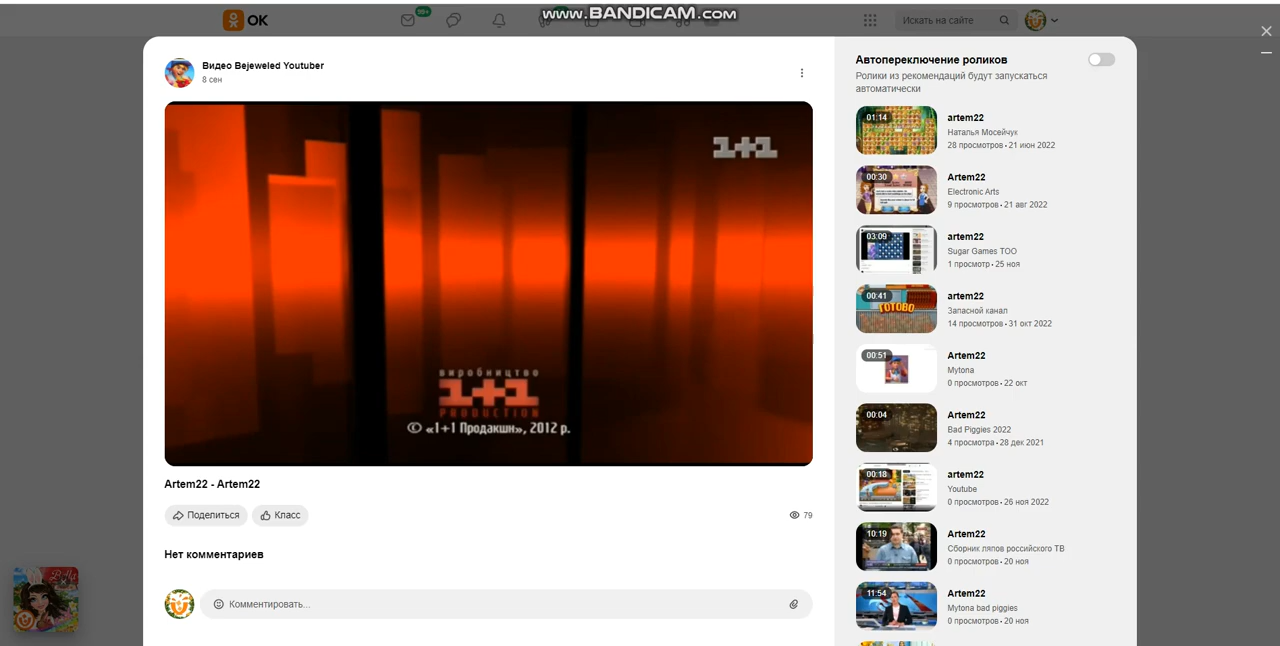 www.BANDICAM.com
OK
99+
Искать на сайте
Видео Bejeweled Youtuber
8 сен
1+1
виробництво
1+1
PRODUCTION
© «1+1 Продакшн», 2012 р.
Artem22 - Artem22
Поделиться
Класс
79
Нет комментариев
Комментировать...
Автопереключение роликов
Ролики из рекомендаций будут запускаться
автоматически
01:14
artem22
Наталья Мосейчук
28 просмотров • 21 июн 2022
00:30
Artem22
Electronic Arts
9 просмотров • 21 авг 2022
03:09
artem22
Sugar Games TOO
1 просмотр • 25 ноя
00:41
ГОТОВО
artem22
Запасной канал
14 просмотров • 31 окт 2022
00:51
Artem22
Mytona
0 просмотров • 22 окт
00:04
Artem22
Bad Piggies 2022
4 просмотра • 28 дек 2021
00:18
artem22
Youtube
0 просмотров • 26 ноя 2022
10:19
Artem22
Сборник ляпов российского ТВ
0 просмотров • 20 ноя
11:54
Artem22
Mytona bad piggies
0 просмотров • 20 ноя